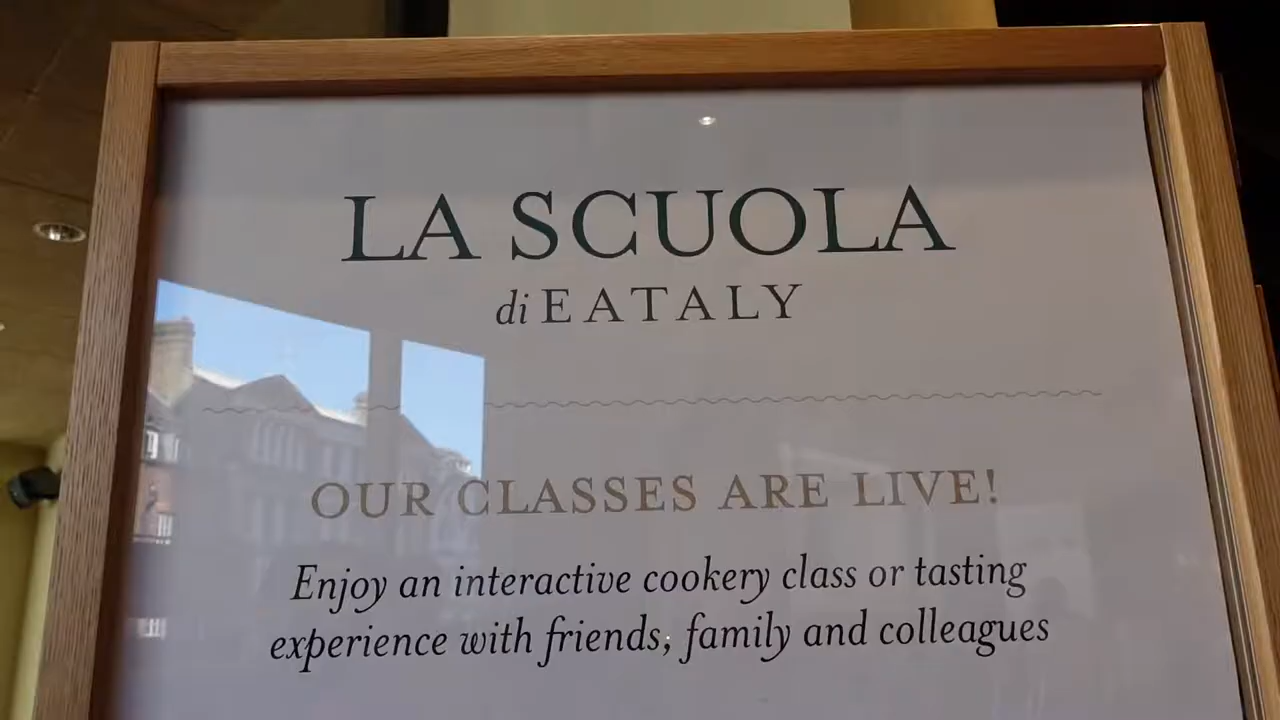 LA SCUOLA
di EATALY
OUR CLASSES ARE LIVE!
Enjoy an interactive cookery class or tasting
experience with friends, family and colleagues